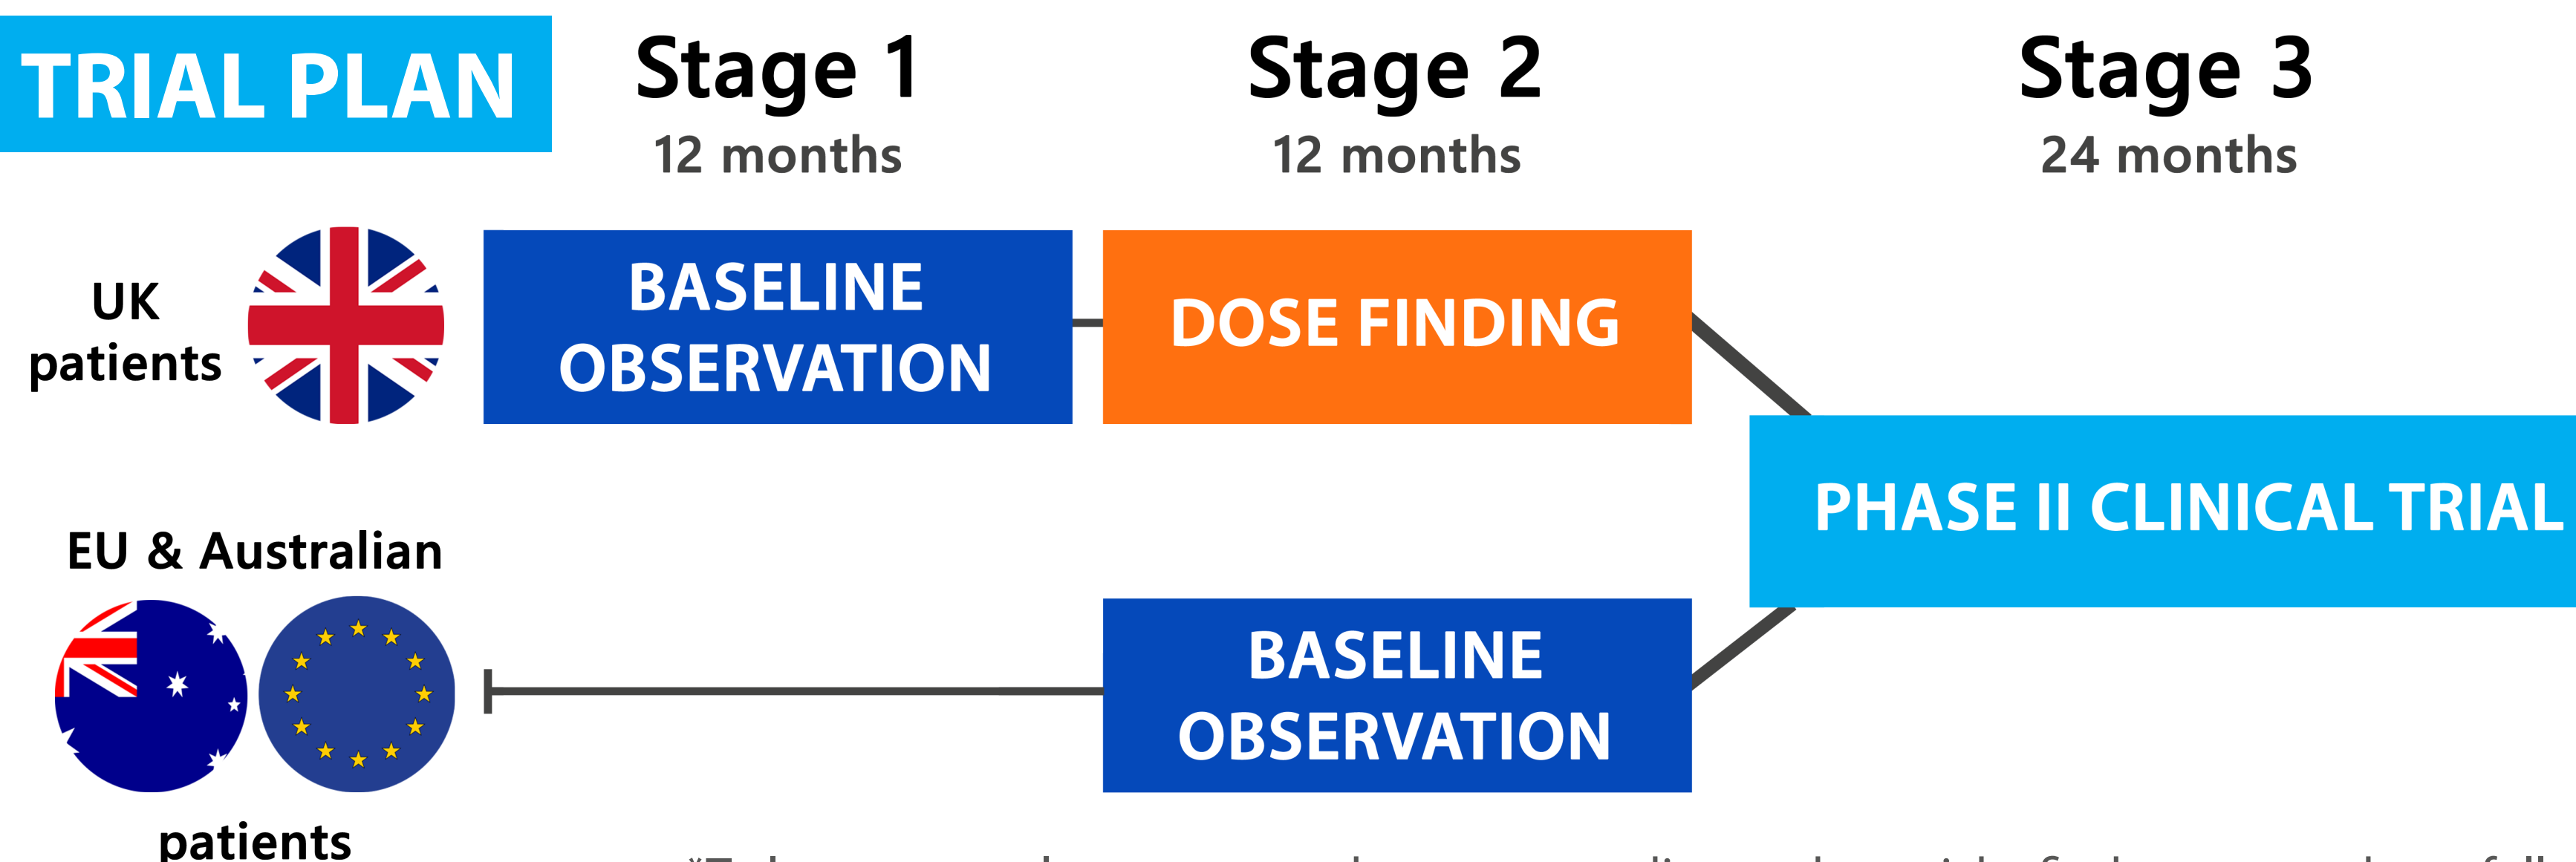 TRIAL PLAN
Stage 1
12 months
Stage 2
12 months
Stage 3
24 months
UK
patients
BASELINE
OBSERVATION
DOSE FINDING
PHASE II CLINICAL TRIAL
EU & Australian
patients
BASELINE
OBSERVATION